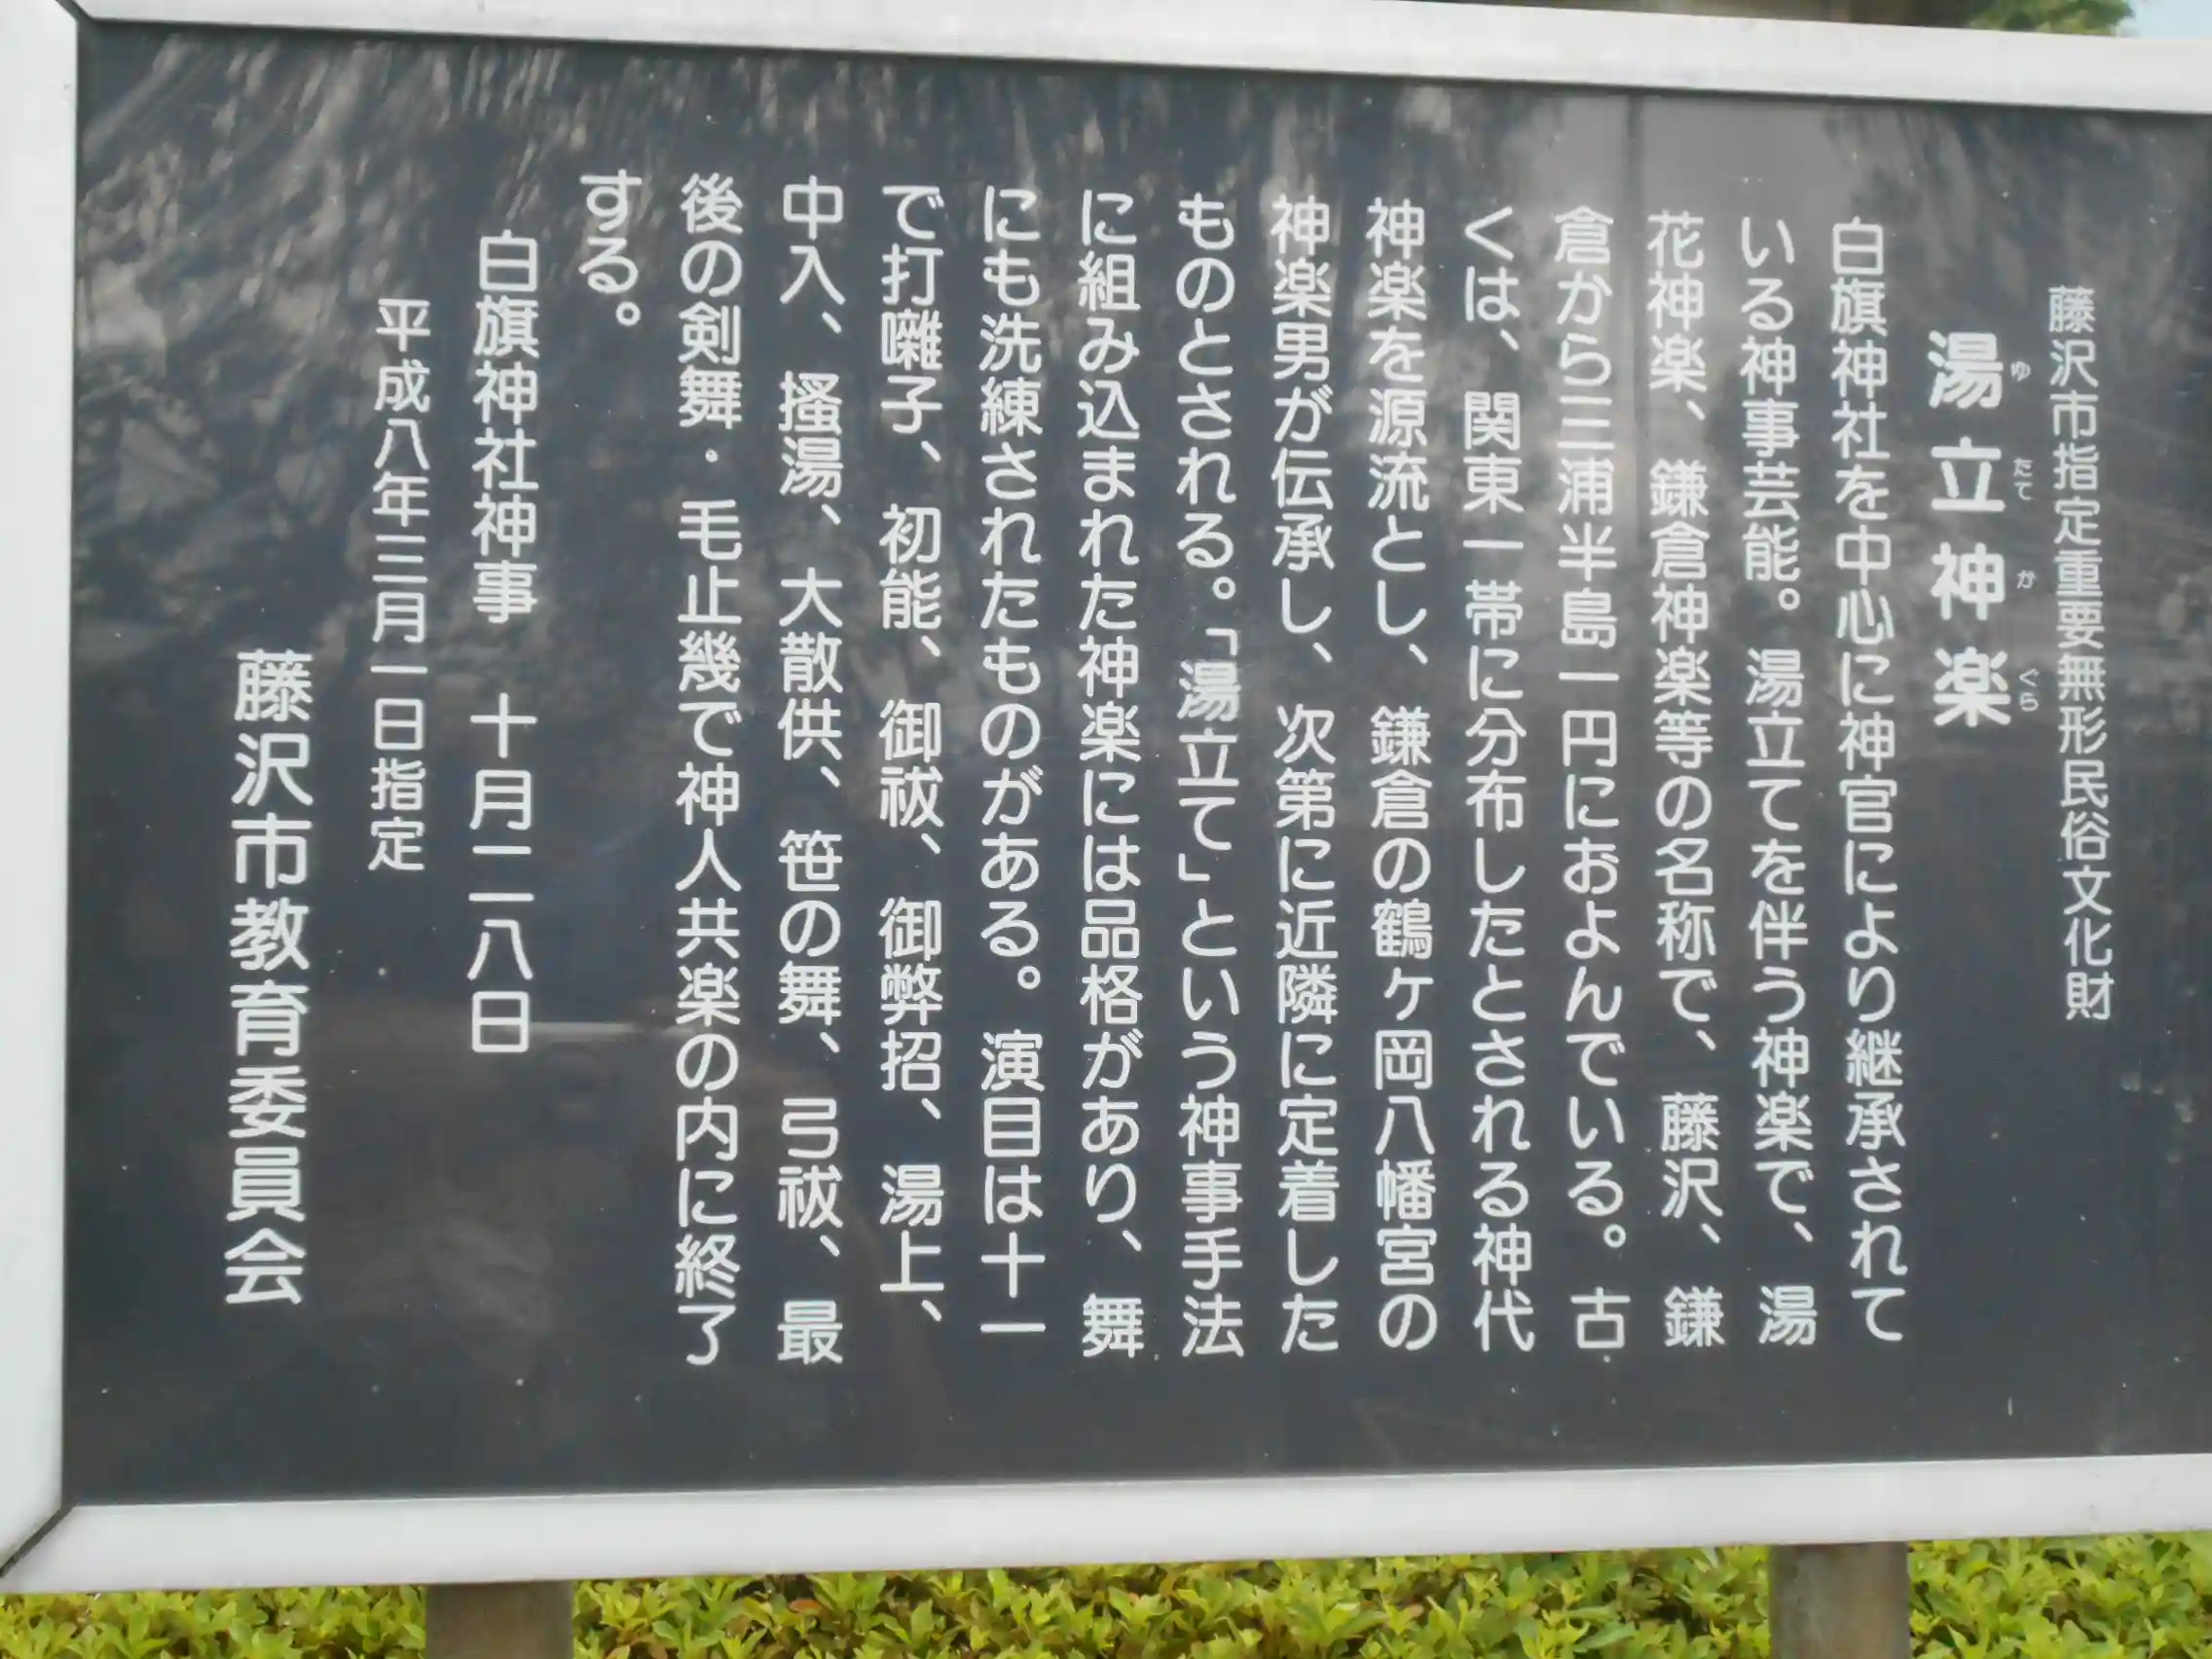 藤沢市指定重要無形民俗文化財
湯立神楽
ゆたてかぐら
白旗神社を中心に神官により継承されて
いる神事芸能。湯立てを伴う神楽で、湯
花神楽、鎌倉神楽等の名称で、藤沢、鎌
倉から三浦半島一円におよんでいる。古
くは、関東一帯に分布したとされる神代
神楽を源流とし、鎌倉の鶴ヶ岡八幡宮の
神楽男が伝承し、次第に近隣に定着した
ものとされる。「湯立て」という神事手法
に組み込まれた神楽には品格があり、舞
にも洗練されたものがある。演目は十一
で打囃子、初能、御祓、御弊招、湯上、
中入、掻湯、大散供、笹の舞、弓祓、最
後の剣舞・毛止幾で神人共楽の内に終了
する。
白旗神社神事 十月二八日
平成八年三月一日指定
藤沢市教育委員会